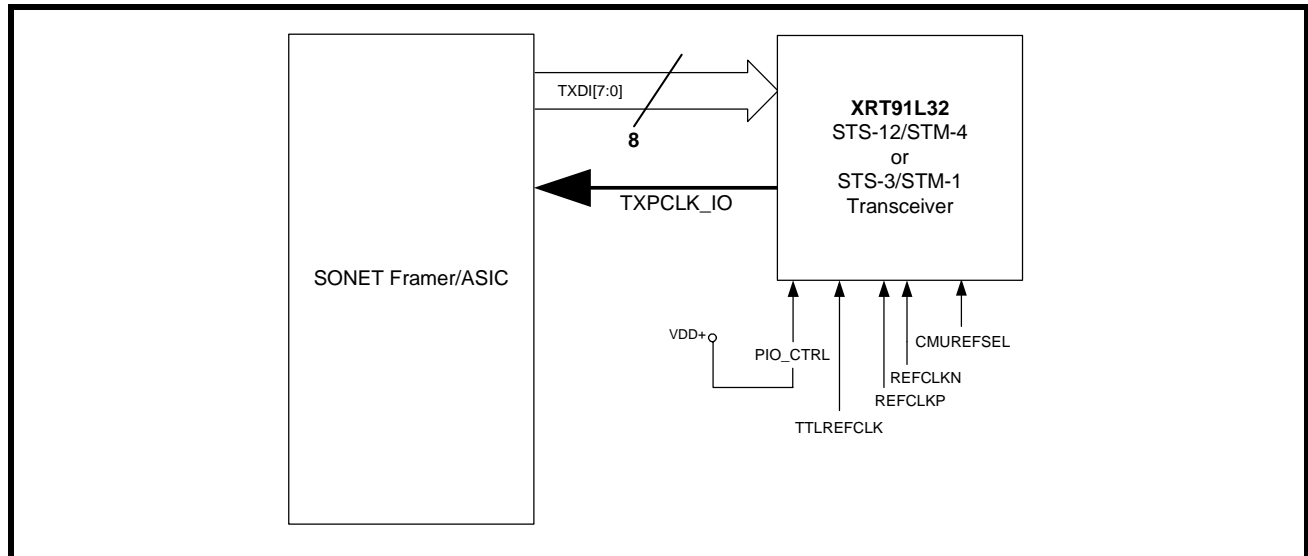 TXDI[7:0]
8
TXPCLK_IO
SONET Framer/ASIC
XRT91L32
STS-12/STM-4
or
STS-3/STM-1
Transceiver
VDD+
PIO_CTRL
CMUREFSEL
REFCLKN
REFCLKP
TTLREFCLK